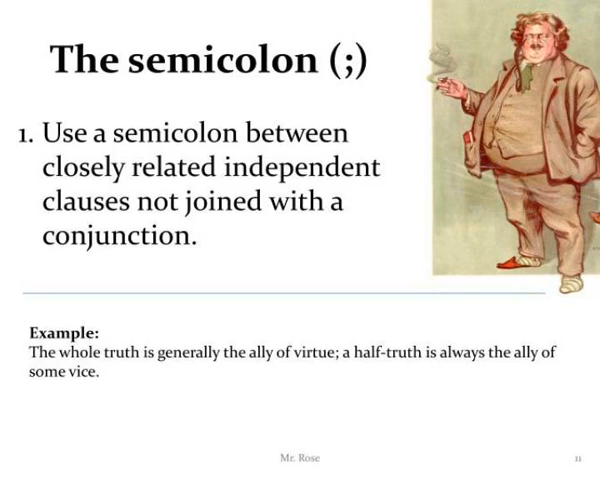 The semicolon (;)
1. Use a semicolon between
closely related independent
clauses not joined with a
conjunction.
Example:
The whole truth is generally the ally of virtue; a half-truth is always the ally of
some vice.
Mr. Rose
11